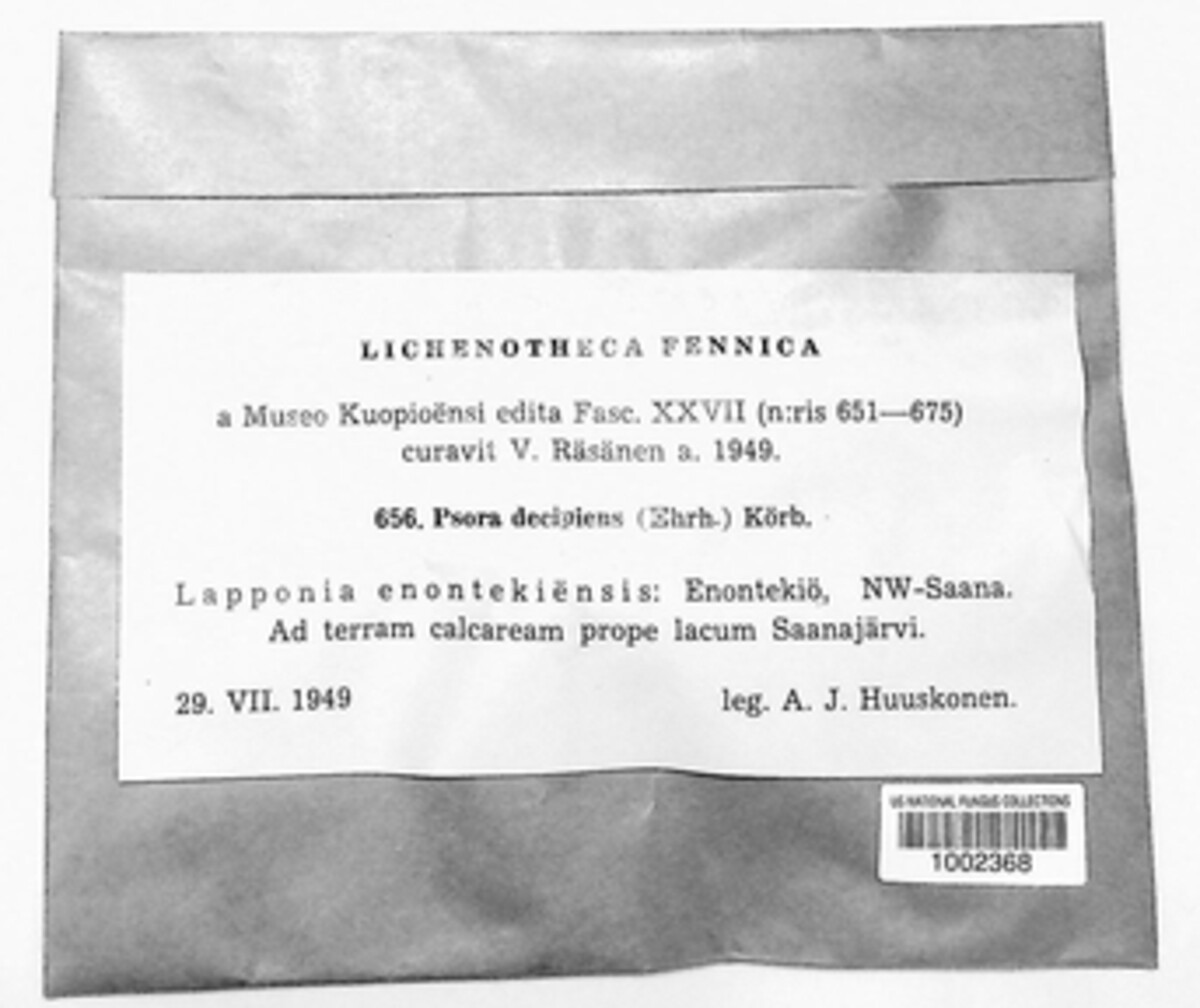 LICHENOTHECA FENNICA
a Museo Kuopioënsi edita Fasc. XXVII (n:ris 651—675)
curavit V. Räsänen a. 1949.
656. Psora decipiens (Ehrh.) Körb.
Lapponia enontekiënsis: Enontekiö, NW-Saana.
Ad terram calcaream prope lacum Saanajärvi.
29. VII. 1949 leg. A. J. Huuskonen.
US NATIONAL FUNGUS COLLECTIONS
1002368